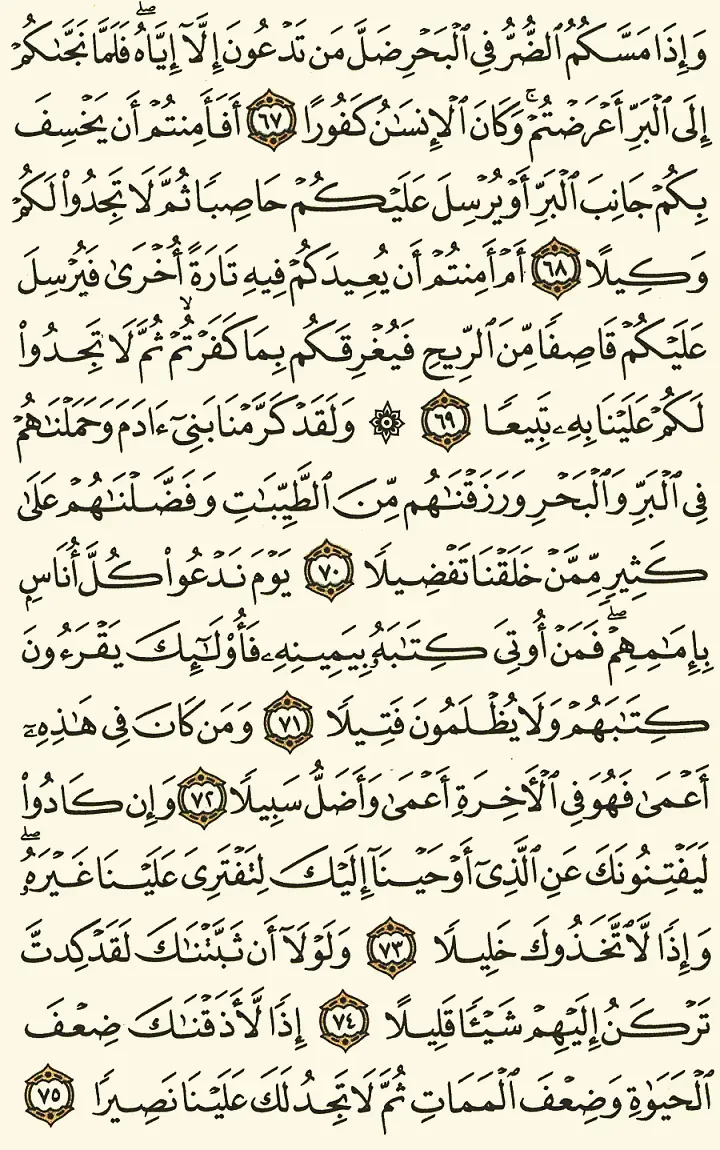 وَإِذَا مَسَّكُمُ ٱلضُّرُّ فِى ٱلْبَحْرِ ضَلَّ مَن تَدْعُونَ إِلَّآ إِيَّاهُ ۖ فَلَمَّا نَجَّىٰكُمْ
إِلَى ٱلْبَرِّ أَعْرَضْتُمْ ۚ وَكَانَ ٱلْإِنسَـٰنُ كَفُورًا ٦٧ أَفَأَمِنتُمْ أَن يَخْسِفَ
بِكُمْ جَانِبَ ٱلْبَرِّ أَوْ يُرْسِلَ عَلَيْكُمْ حَاصِبًا ثُمَّ لَا تَجِدُوا۟ لَكُمْ
وَكِيلًا ٦٨ أَمْ أَمِنتُمْ أَن يُعِيدَكُمْ فِيهِ تَارَةً أُخْرَىٰ فَيُرْسِلَ
عَلَيْكُمْ قَاصِفًا مِّنَ ٱلرِّيحِ فَيُغْرِقَكُم بِمَا كَفَرْتُمْ ۙ ثُمَّ لَا تَجِدُوا۟
لَكُمْ عَلَيْنَا بِهِۦ تَبِيعًا ٦٩ ۞ وَلَقَدْ كَرَّمْنَا بَنِىٓ ءَادَمَ وَحَمَلْنَـٰهُمْ
فِى ٱلْبَرِّ وَٱلْبَحْرِ وَرَزَقْنَـٰهُم مِّنَ ٱلطَّيِّبَـٰتِ وَفَضَّلْنَـٰهُمْ عَلَىٰ
كَثِيرٍ مِّمَّنْ خَلَقْنَا تَفْضِيلًا ٧٠ يَوْمَ نَدْعُوا۟ كُلَّ أُنَاسٍۭ
بِإِمَـٰمِهِمْ ۖ فَمَنْ أُوتِىَ كِتَـٰبَهُۥ بِيَمِينِهِۦ فَأُو۟لَـٰٓئِكَ يَقْرَءُونَ
كِتَـٰبَهُمْ وَلَا يُظْلَمُونَ فَتِيلًا ٧١ وَمَن كَانَ فِى هَـٰذِهِۦٓ
أَعْمَىٰ فَهُوَ فِى ٱلْـَٔاخِرَةِ أَعْمَىٰ وَأَضَلُّ سَبِيلًا ٧٢ وَإِن كَادُوا۟
لَيَفْتِنُونَكَ عَنِ ٱلَّذِىٓ أَوْحَيْنَآ إِلَيْكَ لِتَفْتَرِىَ عَلَيْنَا غَيْرَهُۥ ۖ
وَإِذًا لَّٱتَّخَذُوكَ خَلِيلًا ٧٣ وَلَوْلَآ أَن ثَبَّتْنَـٰكَ لَقَدْ كِدتَّ
تَرْكَنُ إِلَيْهِمْ شَيْـًٔا قَلِيلًا ٧٤ إِذًا لَّأَذَقْنَـٰكَ ضِعْفَ
ٱلْحَيَوٰةِ وَضِعْفَ ٱلْمَمَاتِ ثُمَّ لَا تَجِدُ لَكَ عَلَيْنَا نَصِيرًا ٧٥